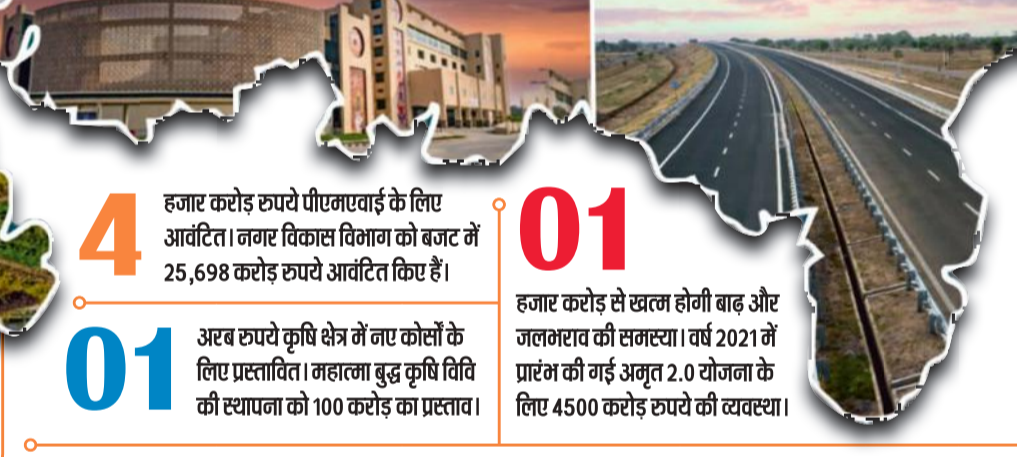 4
हजार करोड़ रुपये पीएमएवाई के लिए
आवंटित। नगर विकास विभाग को बजट में
25,698 करोड़ रुपये आवंटित किए हैं।
01
अरब रुपये कृषि क्षेत्र में नए कोर्सों के
लिए प्रस्तावित। महात्मा बुद्ध कृषि विवि
की स्थापना को 100 करोड़ का प्रस्ताव।
01
हजार करोड़ से खत्म होगी बाढ़ और
जलभराव की समस्या। वर्ष 2021 में
प्रारंभ की गई अमृत 2.0 योजना के
लिए 4500 करोड़ रुपये की व्यवस्था।